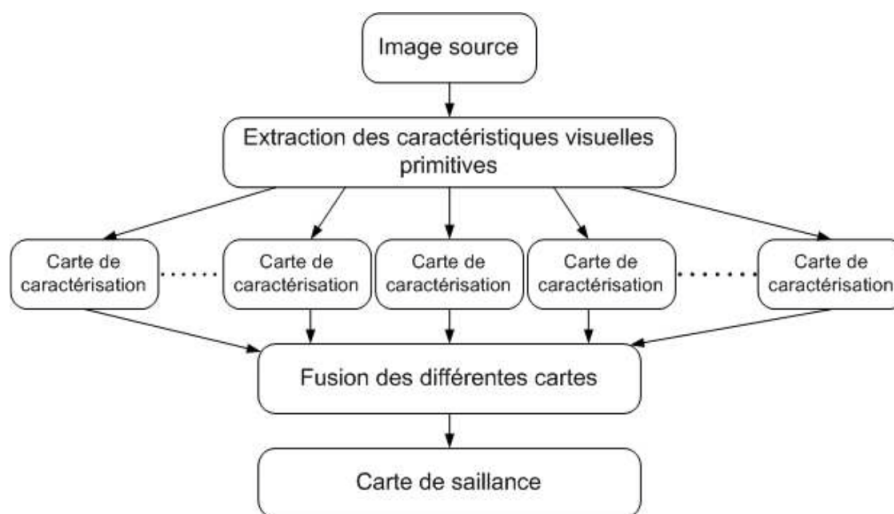 Image source
Extraction des caractéristiques visuelles
primitives
Carte de
caractérisation
Carte de
caractérisation
Carte de
caractérisation
Carte de
caractérisation
Carte de
caractérisation
Fusion des différentes cartes
Carte de saillance